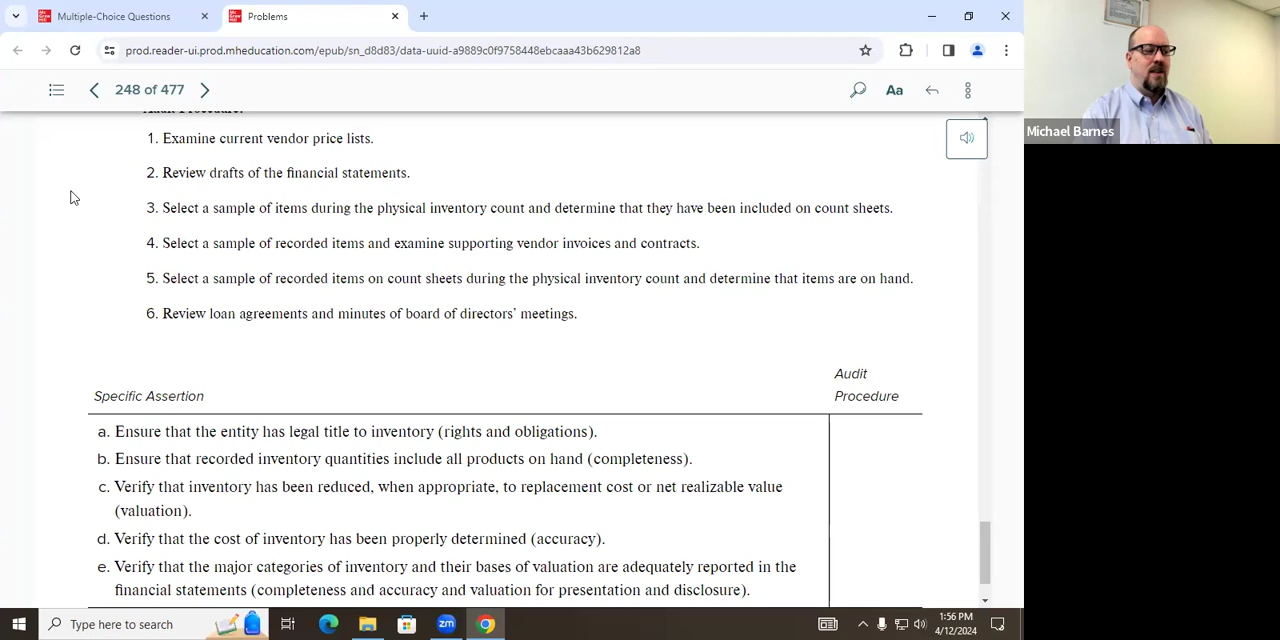 Multiple-Choice Questions
Problems
prod.reader-ui.prod.mheducation.com/epub/sn_d8d83/data-uuid-a9889c0f9758448ebcaaa43b629812a8
248 of 477
Aa
Michael Barnes
1. Examine current vendor price lists.
2. Review drafts of the financial statements.
3. Select a sample of items during the physical inventory count and determine that they have been included on count sheets.
4. Select a sample of recorded items and examine supporting vendor invoices and contracts.
5. Select a sample of recorded items on count sheets during the physical inventory count and determine that items are on hand.
6. Review loan agreements and minutes of board of directors' meetings.
Audit
Specific Assertion Procedure
a. Ensure that the entity has legal title to inventory (rights and obligations).
b. Ensure that recorded inventory quantities include all products on hand (completeness).
c. Verify that inventory has been reduced, when appropriate, to replacement cost or net realizable value
(valuation).
d. Verify that the cost of inventory has been properly determined (accuracy).
e. Verify that the major categories of inventory and their bases of valuation are adequately reported in the
financial statements (completeness and accuracy and valuation for presentation and disclosure).
Type here to search
zm
1:56 PM
4/12/2024